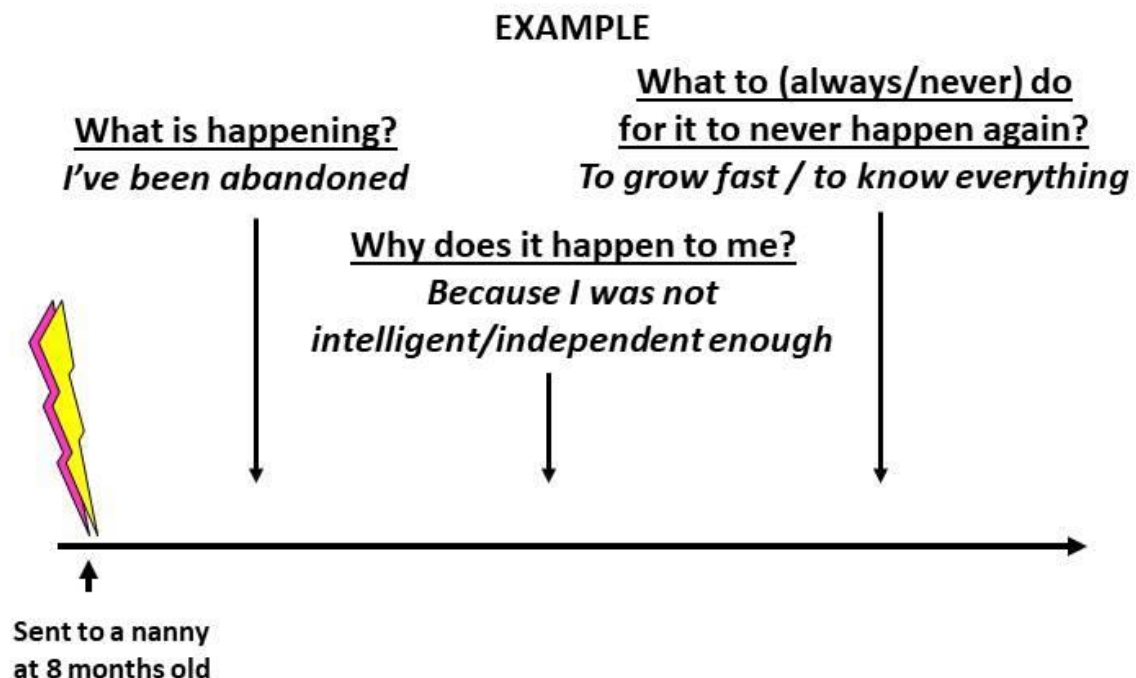 EXAMPLE
What is happening?
I've been abandoned
What to (always/never) do
for it to never happen again?
To grow fast / to know everything
Why does it happen to me?
Because I was not
intelligent/independent enough
Sent to a nanny
at 8 months old